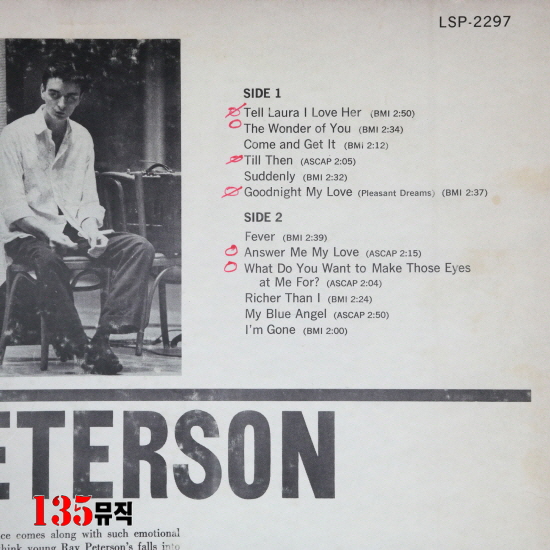 LSP-2297
SIDE 1
Tell Laura I Love Her (BMI 2:50)
The Wonder of You (BMI 2:34)
Come and Get It (BMI 2:12)
Till Then (ASCAP 2:05)
Suddenly (BMI 2:32)
Goodnight My Love (Pleasant Dreams) (BMI 2:37)
SIDE 2
Fever (BMI 2:39)
Answer Me My Love (ASCAP 2:15)
What Do You Want to Make Those Eyes
at Me For? (ASCAP 2:04)
Richer Than I (BMI 2:24)
My Blue Angel (ASCAP 2:50)
I'm Gone (BMI 2:00)
ETERSON
135뮤직
ce comes along with such emotional
think young Ray Peterson's falls into